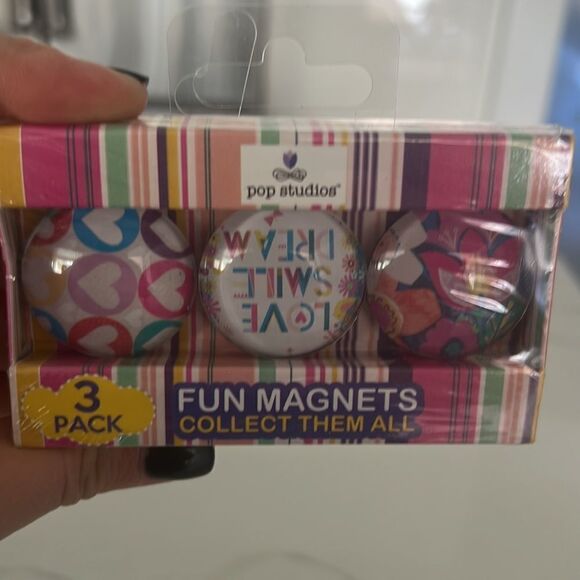 pop studios®
LOVE
SMILE
DREAM
3
PACK
FUN MAGNETS
COLLECT THEM ALL